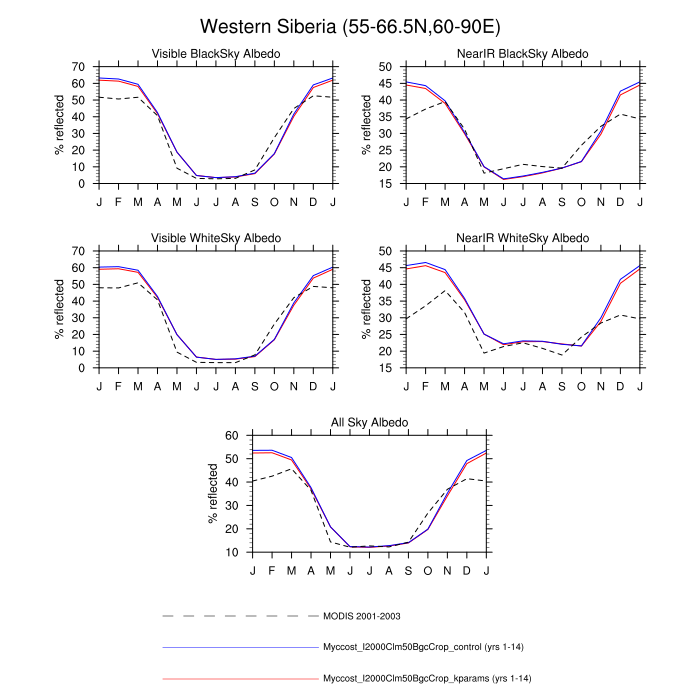 Western Siberia (55-66.5N,60-90E)
Visible BlackSky Albedo
% reflected
70
60
50
40
30
20
10
0
J F M A M J J A S O N D J
NearIR BlackSky Albedo
% reflected
50
45
40
35
30
25
20
15
J F M A M J J A S O N D J
Visible WhiteSky Albedo
% reflected
70
60
50
40
30
20
10
0
J F M A M J J A S O N D J
NearIR WhiteSky Albedo
% reflected
50
45
40
35
30
25
20
15
J F M A M J J A S O N D J
All Sky Albedo
% reflected
60
50
40
30
20
10
J F M A M J J A S O N D J
MODIS 2001-2003
Myccost_I2000Clm50BgcCrop_control (yrs 1-14)
Myccost_I2000Clm50BgcCrop_kparams (yrs 1-14)